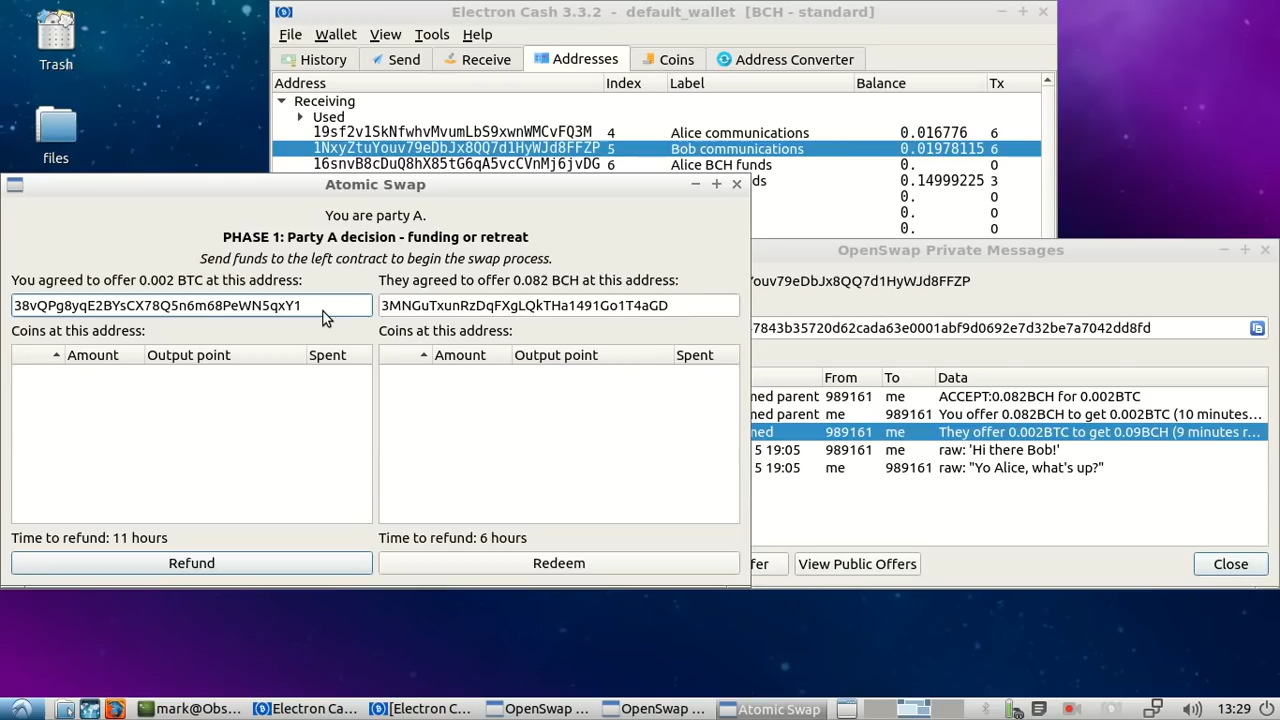 Trash
files
Electron Cash 3.3.2 - default_wallet [BCH - standard]
File Wallet View Tools Help
History Send Receive Addresses Coins Address Converter
Address Index Label Balance Tx
Receiving
Used
19sf2v1SkNfwhvMvumLbS9xwnWMCvFQ3M 4 Alice communications 0.016776 6
1NxyZtuYouv79eDbJx8QQ7d1HyWJd8FFZP 5 Bob communications 0.01978115 6
16snvB8cDuQ8hX85tG6qA5vcCVnMj6jvDG 6 Alice BCH funds 0. 0
ds 0.14999225 3
0. 0
0. 0
0. 0
Atomic Swap
You are party A.
PHASE 1: Party A decision - funding or retreat
Send funds to the left contract to begin the swap process.
You agreed to offer 0.002 BTC at this address: They agreed to offer 0.082 BCH at this address:
38vQPg8yqE2BYsCX78Q5n6m68PeWN5qxY1 3MNGuTxunRzDqFXgLQkTHa1491Go1T4aGD
Coins at this address: Coins at this address:
Amount Output point Spent Amount Output point Spent
Time to refund: 11 hours Time to refund: 6 hours
Refund Redeem
OpenSwap Private Messages
Youv79eDbJx8QQ7d1HyWJd8FFZP
7843b35720d62cada63e0001abf9d0692e7d32be7a7042dd8fd
From To Data
med parent 989161 me ACCEPT:0.082BCH for 0.002BTC
med parent me 989161 You offer 0.082BCH to get 0.002BTC (10 minutes...
med 989161 me They offer 0.002BTC to get 0.09BCH (9 minutes r...
5 19:05 989161 me raw: 'Hi there Bob!'
5 19:05 me 989161 raw: "Yo Alice, what's up?"
fer View Public Offers Close
mark@Obs... Electron Ca... [Electron C... OpenSwap ... OpenSwap ... Atomic Swap 13:29